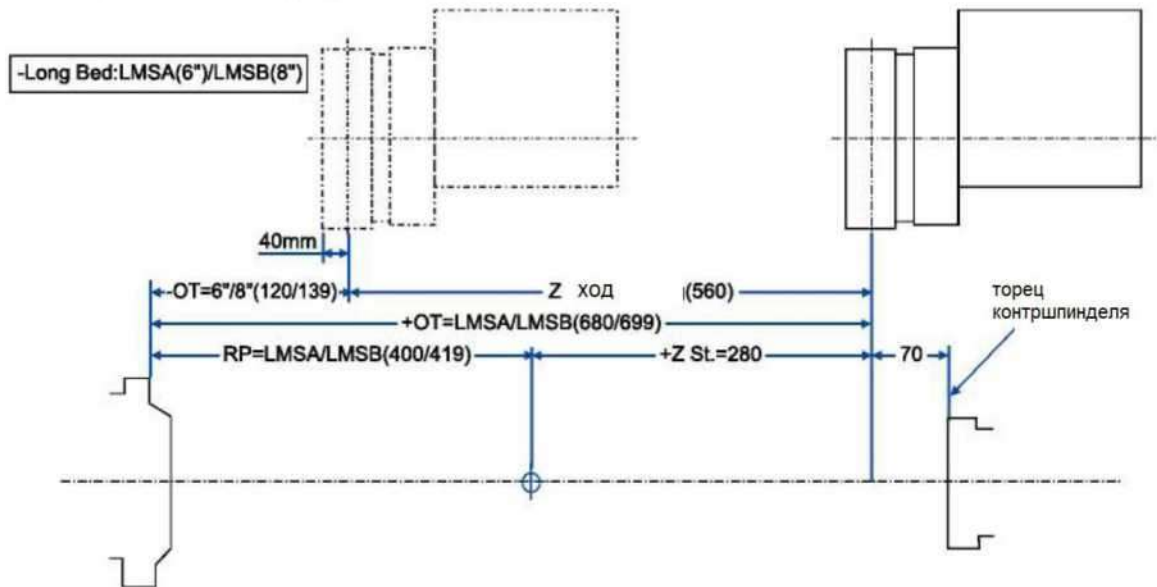 -Long Bed:LMSA(6")/LMSB(8")
40mm
-OT=6"/8"(120/139)
Z ход (560)
+OT=LMSA/LMSB(680/699)
RP=LMSA/LMSB(400/419)
+Z St.=280
70
торец
контршпинделя